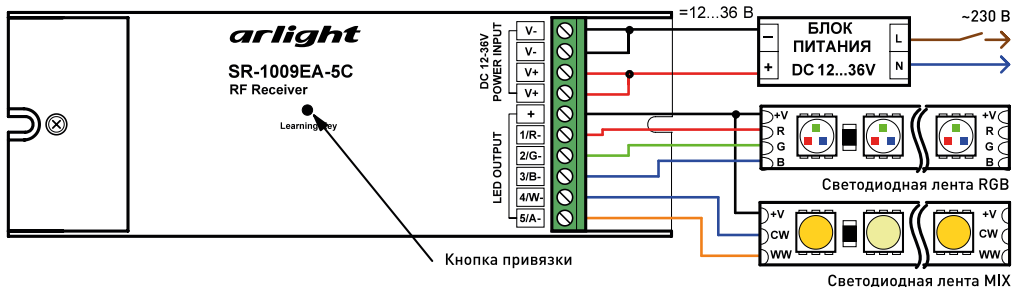 arlight
SR-1009EA-5C
RF Receiver
Learning Key
DC 12-36V
POWER INPUT
V-
V-
V+
V+
LED OUTPUT
+
1/R-
2/G-
3/B-
4/W-
5/A-
=12...36 В
–
+
БЛОК
ПИТАНИЯ
DC 12...36V
L
N
~230 В
+V
R
G
B
+V
R
G
B
Светодиодная лента RGB
+V
CW
WW
+V
CW
WW
Светодиодная лента MIX
Кнопка привязки